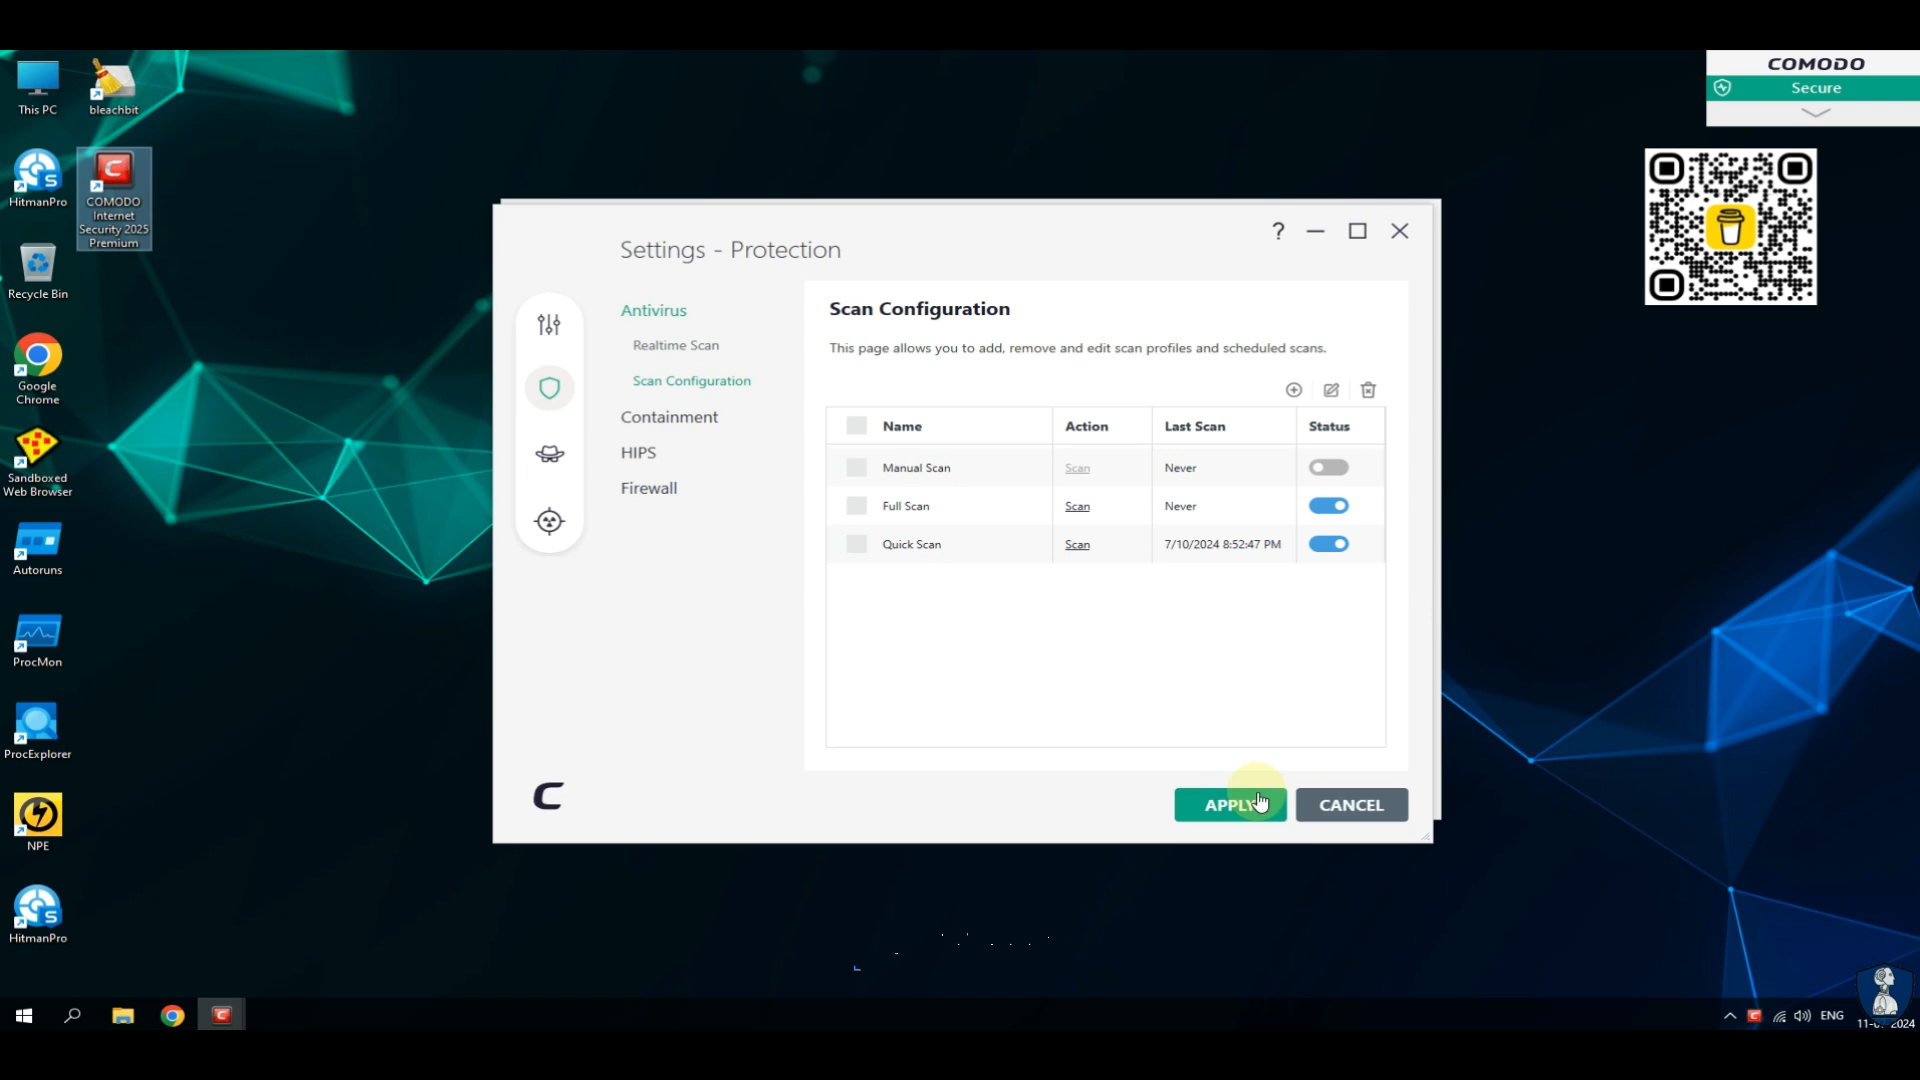 This PC
bleachbit
HitmanPro
COMODO
Internet
Security 2025
Premium
Recycle Bin
Google
Chrome
Sandboxed
Web Browser
Autoruns
ProcMon
ProcExplorer
NPE
HitmanPro
COMODO
Secure
Settings - Protection
?
Antivirus
Realtime Scan
Scan Configuration
Containment
HIPS
Firewall
Scan Configuration
This page allows you to add, remove and edit scan profiles and scheduled scans.
Name Action Last Scan Status
Manual Scan Scan Never
Full Scan Scan Never
Quick Scan Scan 7/10/2024 8:52:47 PM
APPLY CANCEL
ENG
2024